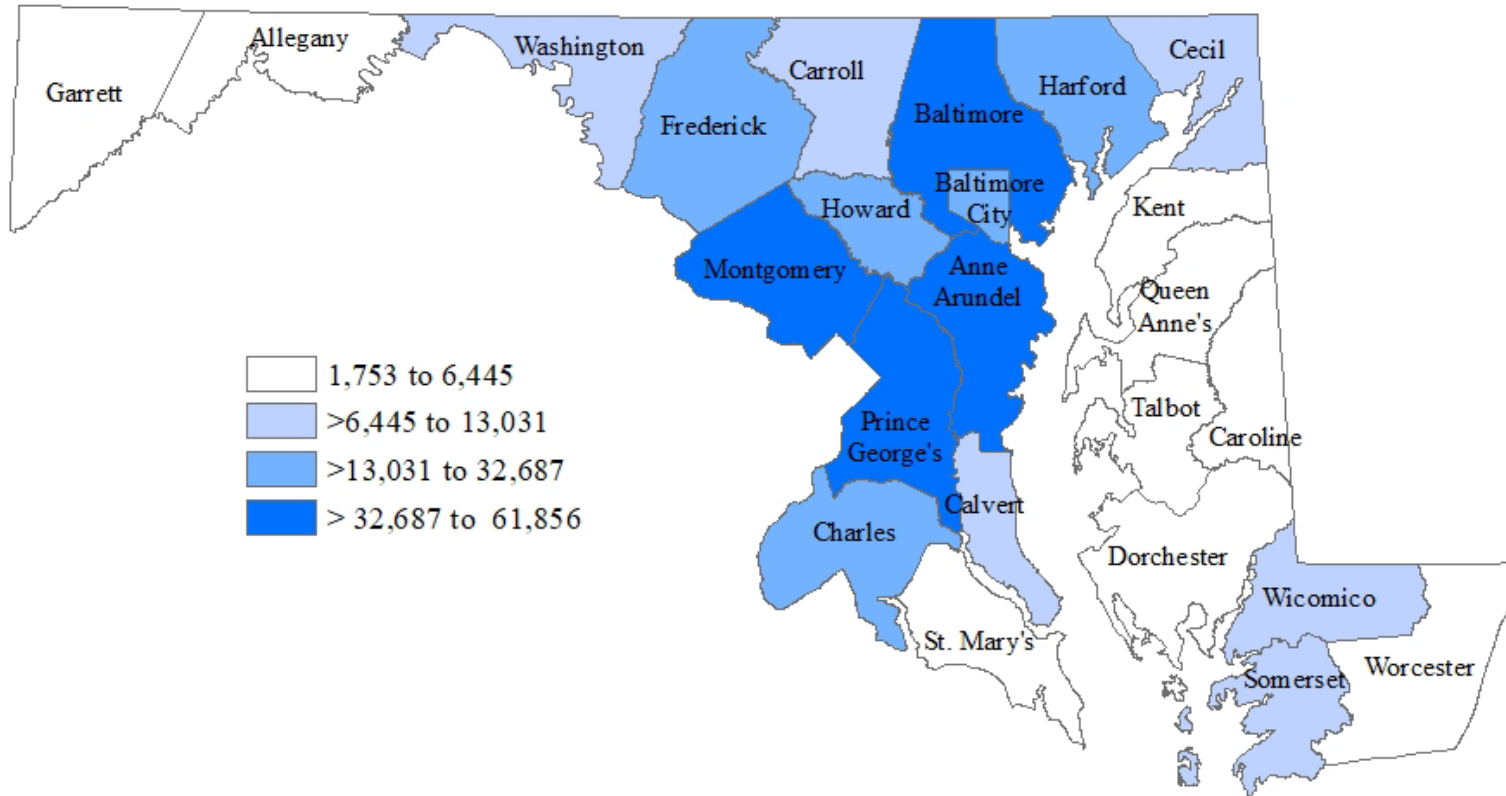 Garrett
Allegany
Washington
Frederick
Carroll
Baltimore
Harford
Cecil
Baltimore
City
Howard
Montgomery
Anne
Arundel
Kent
Queen
Anne's
Talbot
Caroline
Prince
George's
Calvert
Charles
St. Mary's
Dorchester
Wicomico
Somerset
Worcester
1,753 to 6,445
>6,445 to 13,031
>13,031 to 32,687
> 32,687 to 61,856